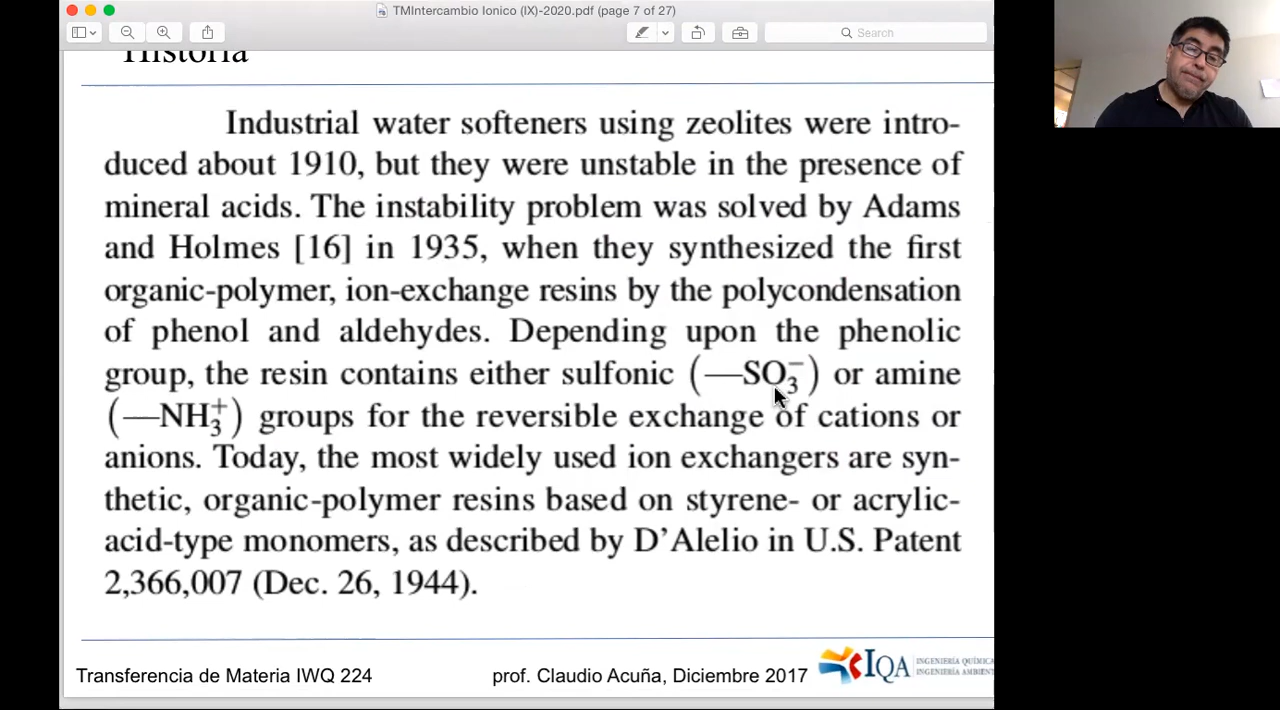 TMIntercambio Ionico (IX)-2020.pdf (page 7 of 27)
Search
Historia
Industrial water softeners using zeolites were intro-
duced about 1910, but they were unstable in the presence of
mineral acids. The instability problem was solved by Adams
and Holmes [16] in 1935, when they synthesized the first
organic-polymer, ion-exchange resins by the polycondensation
of phenol and aldehydes. Depending upon the phenolic
group, the resin contains either sulfonic (—SO₃⁻) or amine
(—NH₃⁺) groups for the reversible exchange of cations or
anions. Today, the most widely used ion exchangers are syn-
thetic, organic-polymer resins based on styrene- or acrylic-
acid-type monomers, as described by D’Alelio in U.S. Patent
2,366,007 (Dec. 26, 1944).
Transferencia de Materia IWQ 224
prof. Claudio Acuña, Diciembre 2017
IQA
INGENIERÍA QUÍMICA
INGENIERÍA AMBIENT